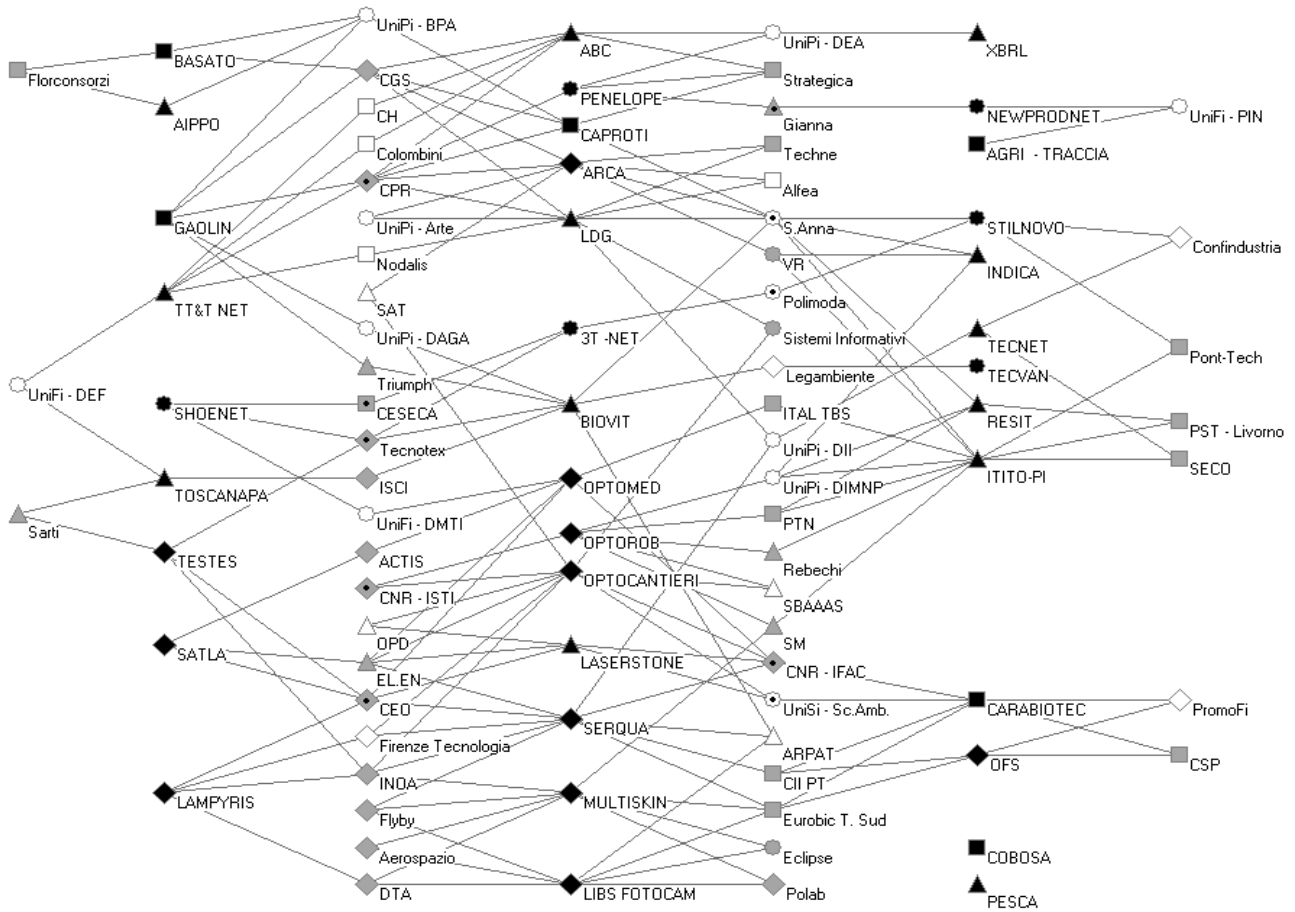 Florconsorzi
UniFi - DEF
Sarti
BASATO
AIPPO
GAOLIN
TT&T NET
SHOENET
TOSCANAPA
TESTES
SATLA
LAMPYRIS
UniPi - BPA
CGS
CH
Colombini
CPR
UniPi - Arte
Nodalis
SAT
UniPi - DAGA
Triumph
CESECA
Tecnotex
ISCI
UniFi - DMTI
ACTIS
CNR - ISTI
OPD
EL.EN
CEO
Firenze Tecnologia
INOA
Flyby
Aerospazio
DTA
ABC
PENELOPE
CAPROTI
ARCA
LDG
3T -NET
BIOVIT
OPTOMED
OPTOROB
OPTOCANTIERI
LASERSTONE
SERQUA
MULTISKIN
LIBS FOTOCAM
UniPi - DEA
Strategica
Gianna
Techne
Alfea
S.Anna
VR
Polimoda
Sistemi Informativi
Legambiente
ITAL TBS
UniPi - DII
UniPi - DIMNP
PTN
Rebechi
SBAAAS
SM
CNR - IFAC
UniSi - Sc.Amb.
ARPAT
CII PT
Eurobic T. Sud
Eclipse
Polab
XBRL
NEWPRODNET
AGRI - TRACCIA
STILNOVO
INDICA
TECNET
TECVAN
RESIT
ITITO-PI
CARABIOTEC
OFS
COBOSA
PESCA
UniFi - PIN
Confindustria
Pont-Tech
PST - Livorno
SECO
PromoFi
CSP